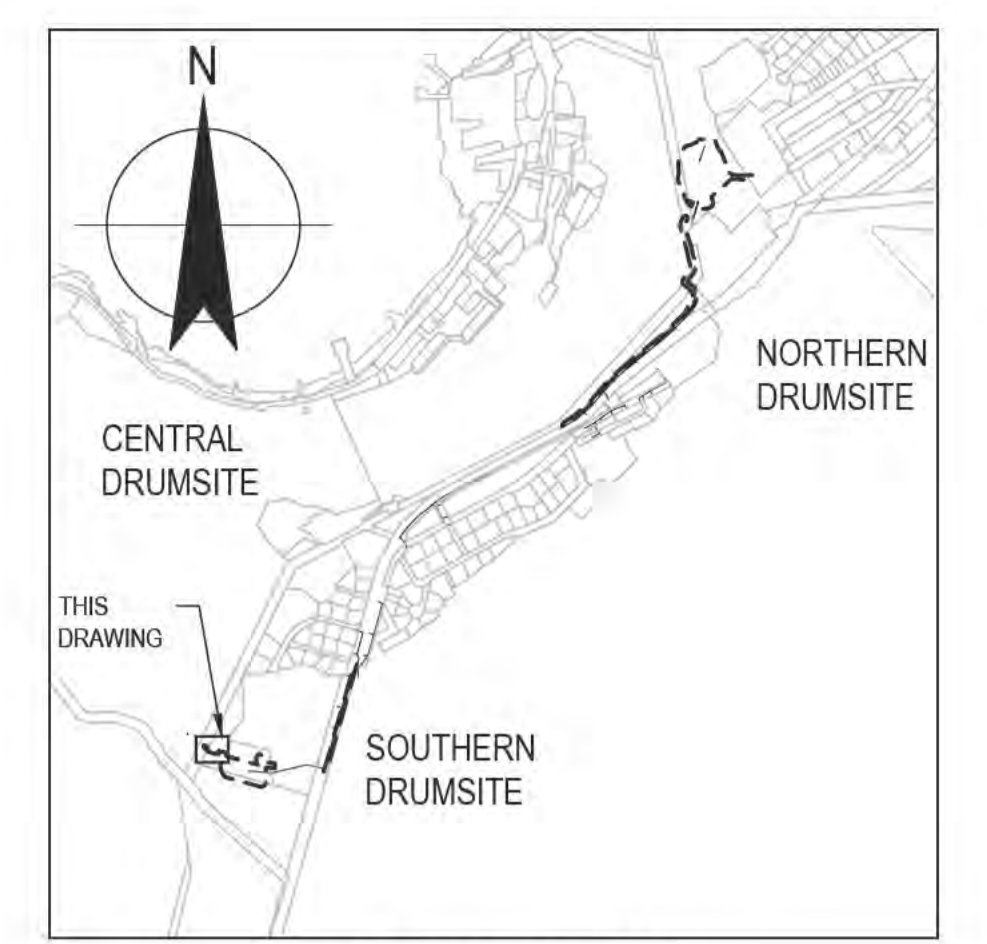 N
NORTHERN
DRUMSITE
CENTRAL
DRUMSITE
THIS
DRAWING
SOUTHERN
DRUMSITE